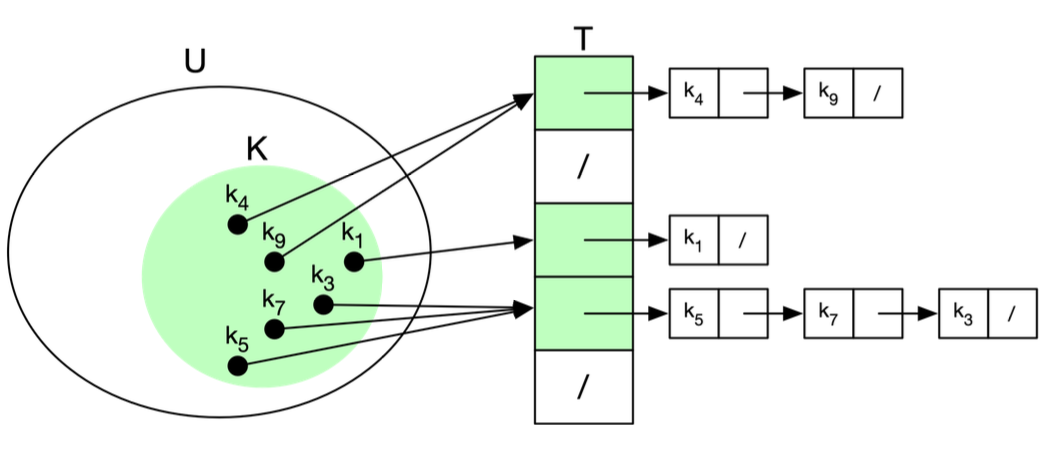 U
T
K
k₄
k₉
k₁
k₃
k₇
k₅
k₄ k₉ /
/
k₁ /
k₅ k₇ k₃ /
/